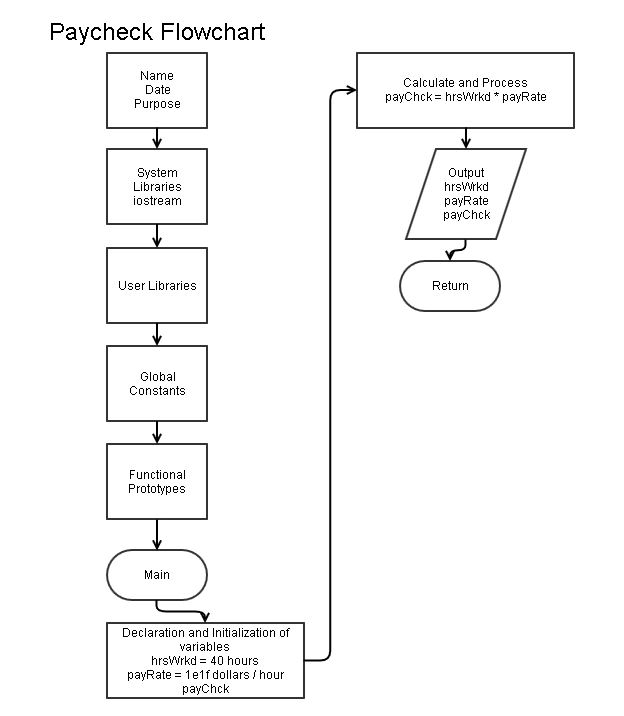 Paycheck Flowchart
Name
Date
Purpose
System
Libraries
iostream
User Libraries
Global
Constants
Functional
Prototypes
Main
Declaration and Initialization of
variables
hrsWrkd = 40 hours
payRate = 1e1f dollars / hour
payChck
Calculate and Process
payChck = hrsWrkd * payRate
Output
hrsWrkd
payRate
payChck
Return